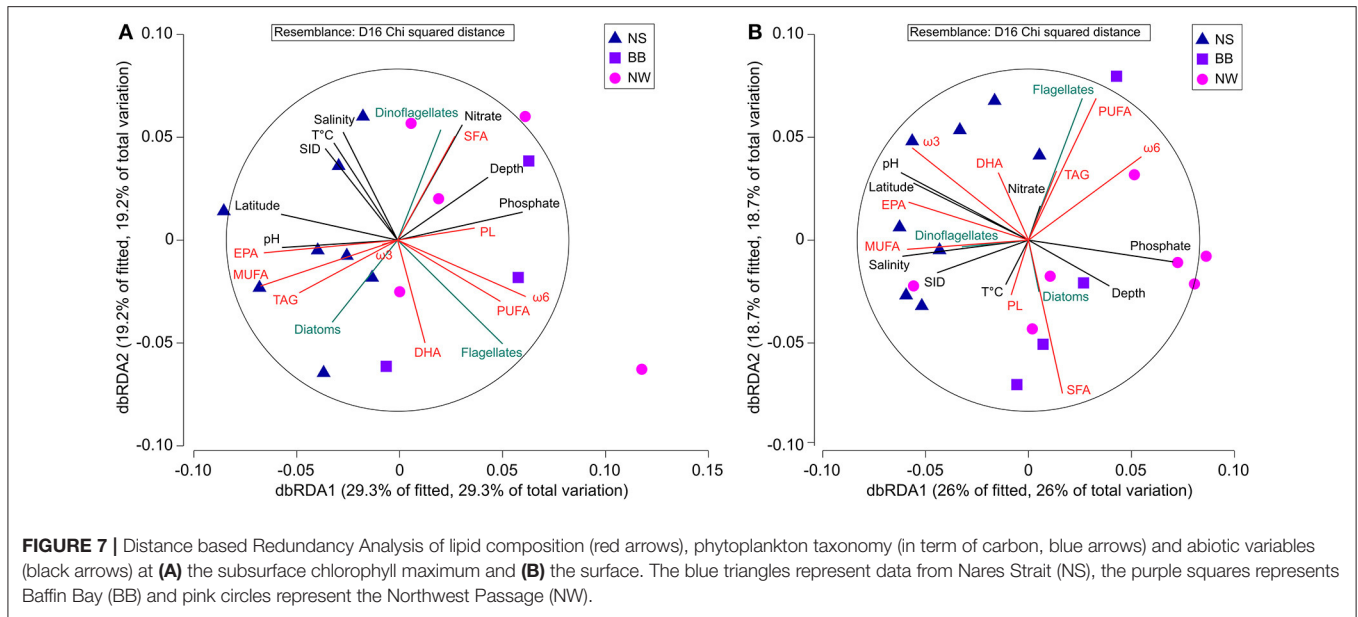 A
Resemblance: D16 Chi squared distance
NS
BB
NW
0.10
0.05
0
-0.05
-0.10
dbRDA2 (19.2% of fitted, 19.2% of total variation)
Dinoflagellates
Nitrate
Salinity
SFA
T°C
SID
Depth
Latitude
Phosphate
PL
pH
EPA
ω3
MUFA
TAG
ω6
PUFA
Diatoms
DHA
Flagellates
-0.10
-0.05
0
0.05
0.10
0.15
dbRDA1 (29.3% of fitted, 29.3% of total variation)
B
Resemblance: D16 Chi squared distance
NS
BB
NW
0.10
0.05
0
-0.05
-0.10
dbRDA2 (18.7% of fitted, 18.7% of total variation)
Flagellates
PUFA
ω3
ω6
pH
DHA
TAG
Latitude
Nitrate
EPA
Dinoflagellates
MUFA
Phosphate
Salinity
SID
T°C
Depth
PL
Diatoms
SFA
-0.10
-0.05
0
0.05
0.10
dbRDA1 (26% of fitted, 26% of total variation)
FIGURE 7 | Distance based Redundancy Analysis of lipid composition (red arrows), phytoplankton taxonomy (in term of carbon, blue arrows) and abiotic variables
(black arrows) at (A) the subsurface chlorophyll maximum and (B) the surface. The blue triangles represent data from Nares Strait (NS), the purple squares represents
Baffin Bay (BB) and pink circles represent the Northwest Passage (NW).